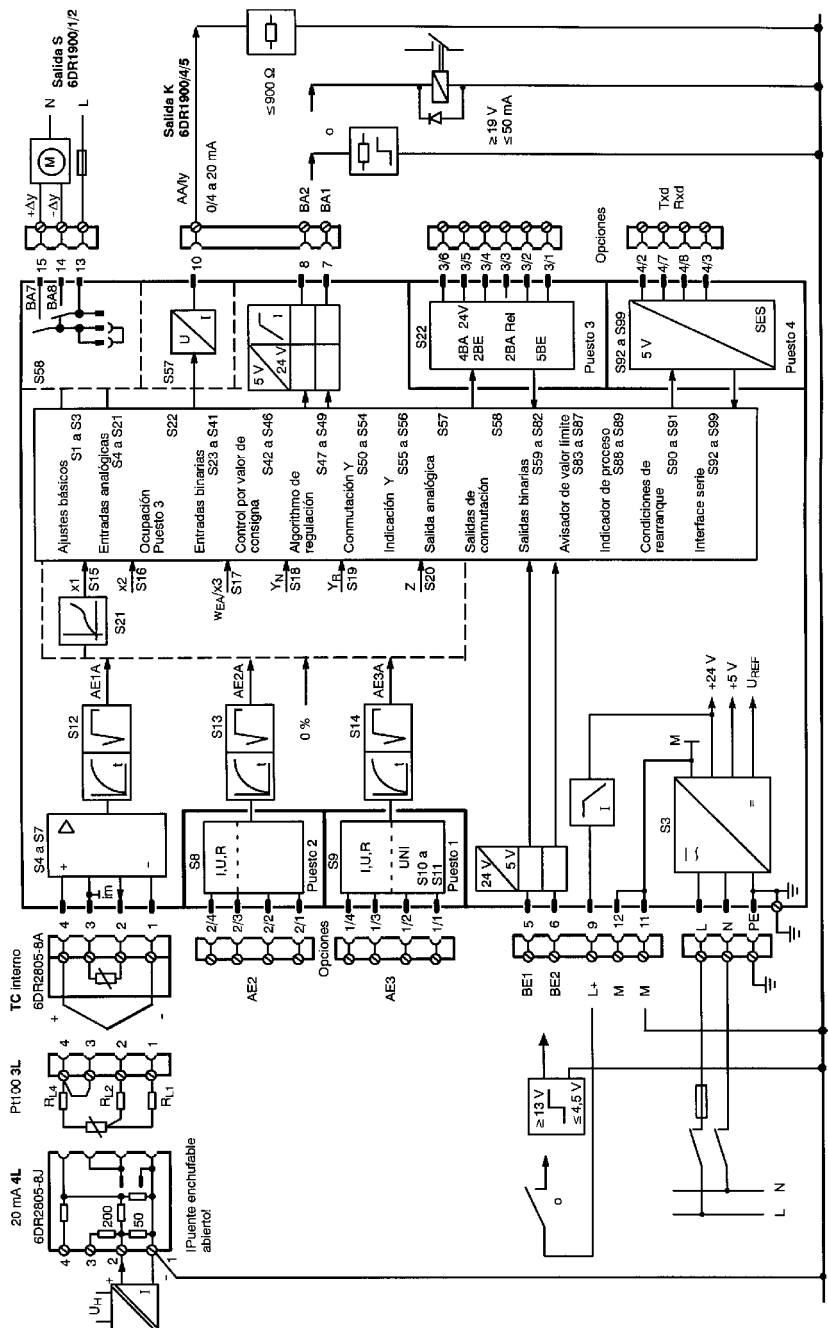 20 mA 4L
6DR2805-8J
Pt100 3L
TC interno
6DR2805-8A
UH
I
+
-
4
3
2
1
200
50
¡Puente enchufable
abierto!
RL4
RL2
RL1
4
3
2
1
+
-
4
3
2
1
S4 a S7
+
-
im
S12
AE1A
t
S21
x1
S15
x2
S16
wEA/x3
S17
YN
S18
YR
S19
Z
S20
AE2
2/4
2/3
2/2
2/1
S8
I,U,R
Puesto 2
S13
AE2A
t
0 %
Opciones
AE3
1/4
1/3
1/2
1/1
S9
I,U,R
UNI
S10 a
S11
Puesto 1
S14
AE3A
t
Ajustes básicos
S1 a S3
Entradas analógicas
S4 a S21
Ocupación
Puesto 3
S22
Entradas binarias
S23 a S41
Control por valor de
consigna
S42 a S46
Algorithmo de
regulación
S47 a S49
Conmutación Y
S50 a S54
Indicación Y
S55 a S56
Salida analógica
S57
Salidas de
conmutación
S58
Salidas binarias
S59 a S82
Avisador de valor límite
S83 a S87
Indicador de proceso
S88 a S89
Condiciones de
rearranque
S90 a S91
Interface serie
S92 a S99
S58
BA7
BA8
15
14
13
+Δy
-Δy
M
N
L
Salida S
6DR1900/1/2
S57
U
I
10
AA/Iy
0/4 a 20 mA
Salida K
6DR1900/4/5
≤ 900 Ω
5 V
24 V
8
7
BA2
BA1
o
≥ 19 V
≤ 50 mA
S22
4BA 24V
2BE
2BA Rel
5BE
Puesto 3
3/6
3/5
3/4
3/3
3/2
3/1
Opciones
S92 a S99
5 V
SES
Puesto 4
4/2
4/7
4/8
4/3
Txd
Rxd
BE1
BE2
L+
M
M
5
6
9
12
11
24 V
5 V
I
≥ 13 V
≤ 4,5 V
o
M
+24 V
+5 V
UREF
S3
L
N
PE
N
L